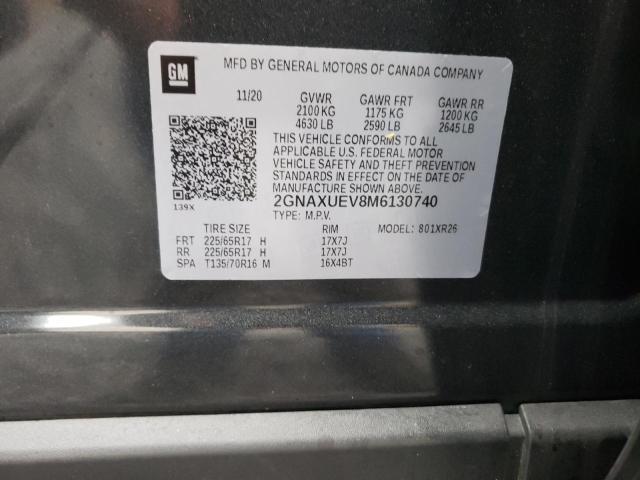 GM
MFD BY GENERAL MOTORS OF CANADA COMPANY
11/20 GVWR GAWR FRT GAWR RR
2100 KG 1175 KG 1200 KG
4630 LB 2590 LB 2645 LB
THIS VEHICLE CONFORMS TO ALL
APPLICABLE U.S. FEDERAL MOTOR
VEHICLE SAFETY AND THEFT PREVENTION
STANDARDS IN EFFECT ON THE DATE OF
MANUFACTURE SHOWN ABOVE.
139X 2GNAXUEV8M6130740
TYPE: M.P.V. MODEL: 801XR26
TIRE SIZE RIM
FRT 225/65R17 H 17X7J
RR 225/65R17 H 17X7J
SPA T135/70R16 M 16X4BT